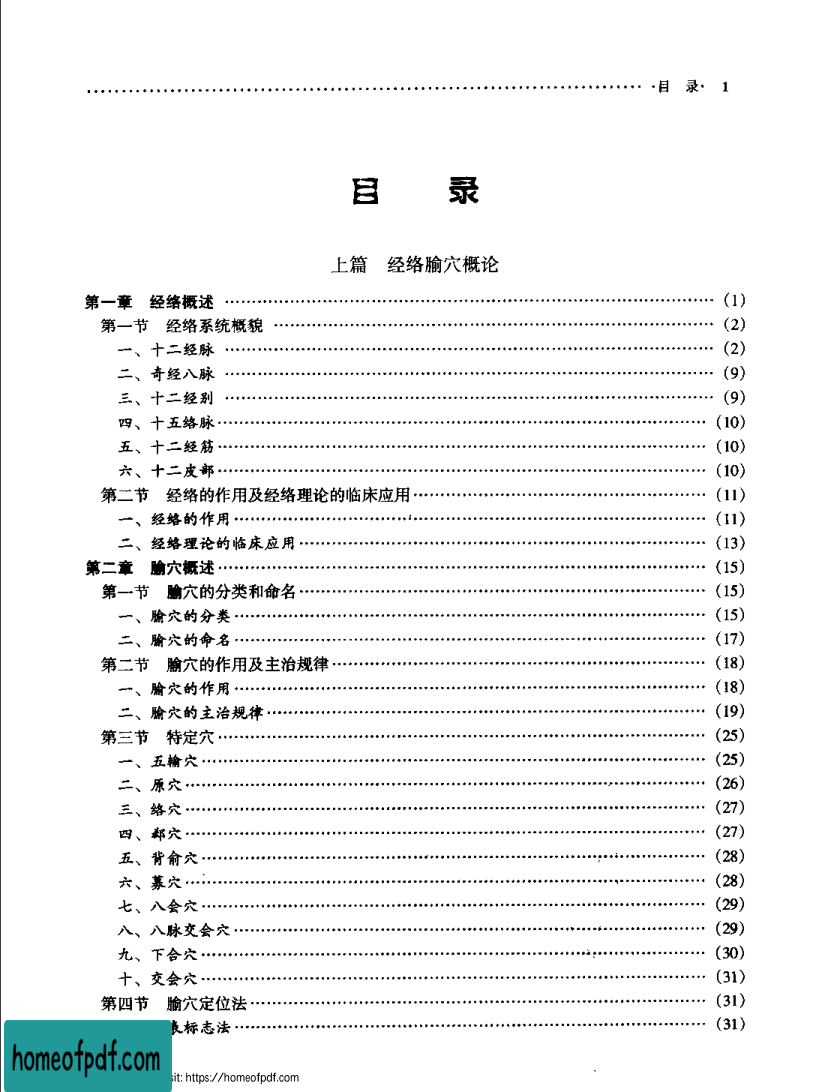 ·目 录· 1
目 录
上篇 经络腧穴概论
第一章 经络概述 …… (1)
第一节 经络系统概貌 …… (2)
一、十二经脉 …… (2)
二、奇经八脉 …… (9)
三、十二经别 …… (9)
四、十五络脉 …… (10)
五、十二经筋 …… (10)
六、十二皮部 …… (10)
第二节 经络的作用及经络理论的临床应用 …… (11)
一、经络的作用 …… (11)
二、经络理论的临床应用 …… (13)
第二章 腧穴概述 …… (15)
第一节 腧穴的分类和命名 …… (15)
一、腧穴的分类 …… (15)
二、腧穴的命名 …… (17)
第二节 腧穴的作用及主治规律 …… (18)
一、腧穴的作用 …… (18)
二、腧穴的主治规律 …… (19)
第三节 特定穴 …… (25)
一、五输穴 …… (25)
二、原穴 …… (26)
三、络穴 …… (27)
四、郄穴 …… (27)
五、背俞穴 …… (28)
六、募穴 …… (28)
七、八会穴 …… (29)
八、八脉交会穴 …… (29)
九、下合穴 …… (30)
十、交会穴 …… (31)
第四节 腧穴定位法 …… (31)
表标志法 …… (31)
homeofpdf.com
it: https://homeofpdf.com